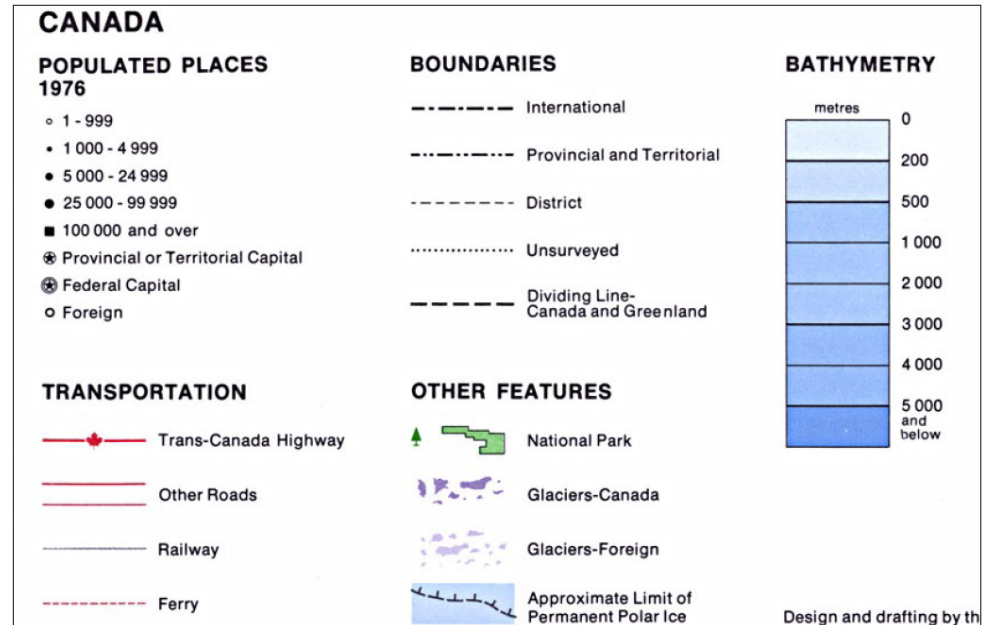 CANADA
POPULATED PLACES
1976
1 - 999
1 000 - 4 999
5 000 - 24 999
25 000 - 99 999
100 000 and over
Provincial or Territorial Capital
Federal Capital
Foreign
BOUNDARIES
International
Provincial and Territorial
District
Unsurveyed
Dividing Line-
Canada and Greenland
BATHYMETRY
metres
0
200
500
1 000
2 000
3 000
4 000
5 000
and
below
TRANSPORTATION
Trans-Canada Highway
Other Roads
Railway
Ferry
OTHER FEATURES
National Park
Glaciers-Canada
Glaciers-Foreign
Approximate Limit of
Permanent Polar Ice
Design and drafting by th